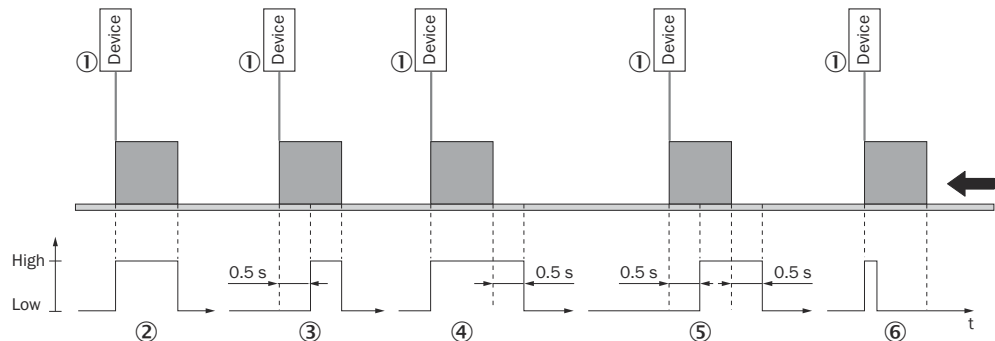 ① Device ① Device ① Device ① Device ① Device
High
0.5 s 0.5 s 0.5 s 0.5 s
Low
② ③ ④ ⑤ ⑥ t